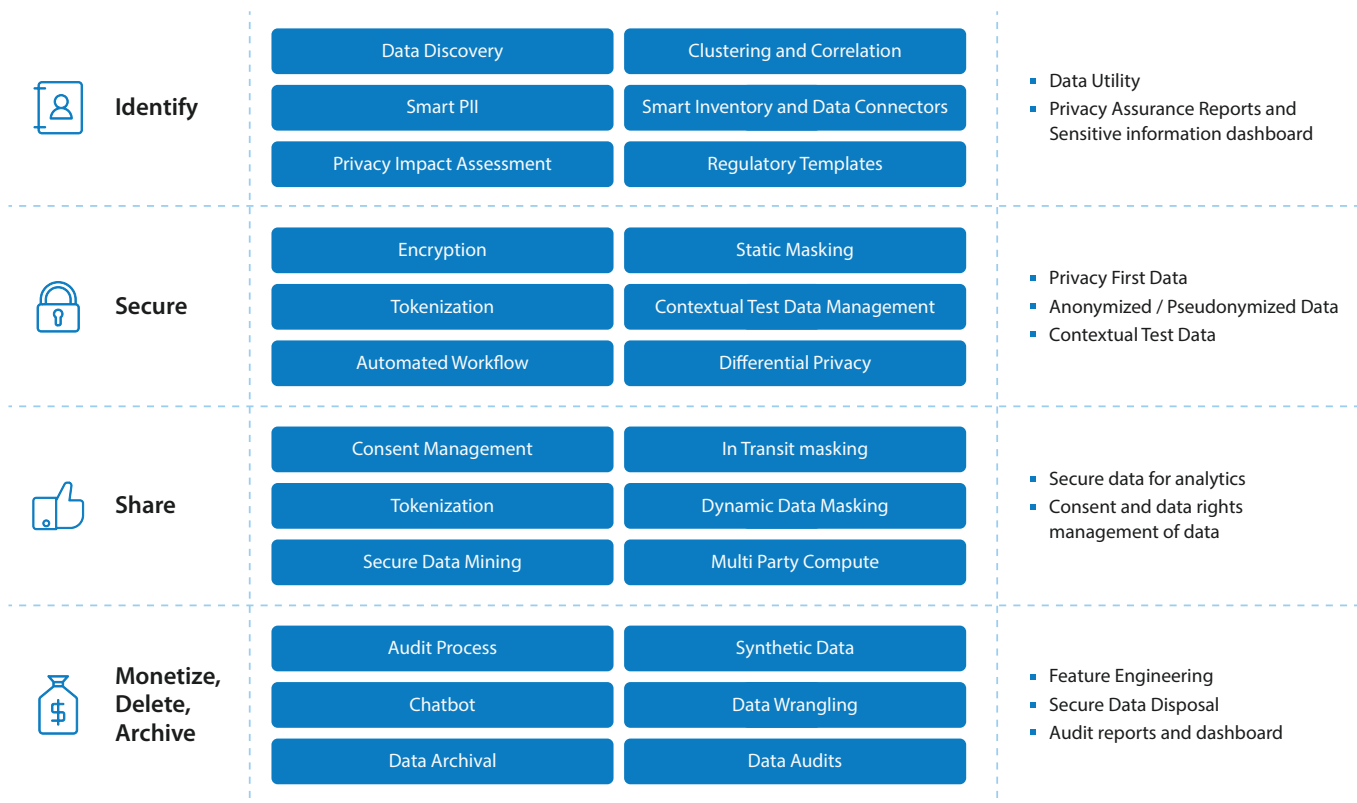 Identify
Data Discovery
Clustering and Correlation
Smart PII
Smart Inventory and Data Connectors
Privacy Impact Assessment
Regulatory Templates
Data Utility
Privacy Assurance Reports and
Sensitive information dashboard
Secure
Encryption
Static Masking
Tokenization
Contextual Test Data Management
Automated Workflow
Differential Privacy
Privacy First Data
Anonymized / Pseudonymized Data
Contextual Test Data
Share
Consent Management
In Transit masking
Tokenization
Dynamic Data Masking
Secure Data Mining
Multi Party Compute
Secure data for analytics
Consent and data rights
management of data
Monetize,
Delete,
Archive
Audit Process
Synthetic Data
Chatbot
Data Wrangling
Data Archival
Data Audits
Feature Engineering
Secure Data Disposal
Audit reports and dashboard